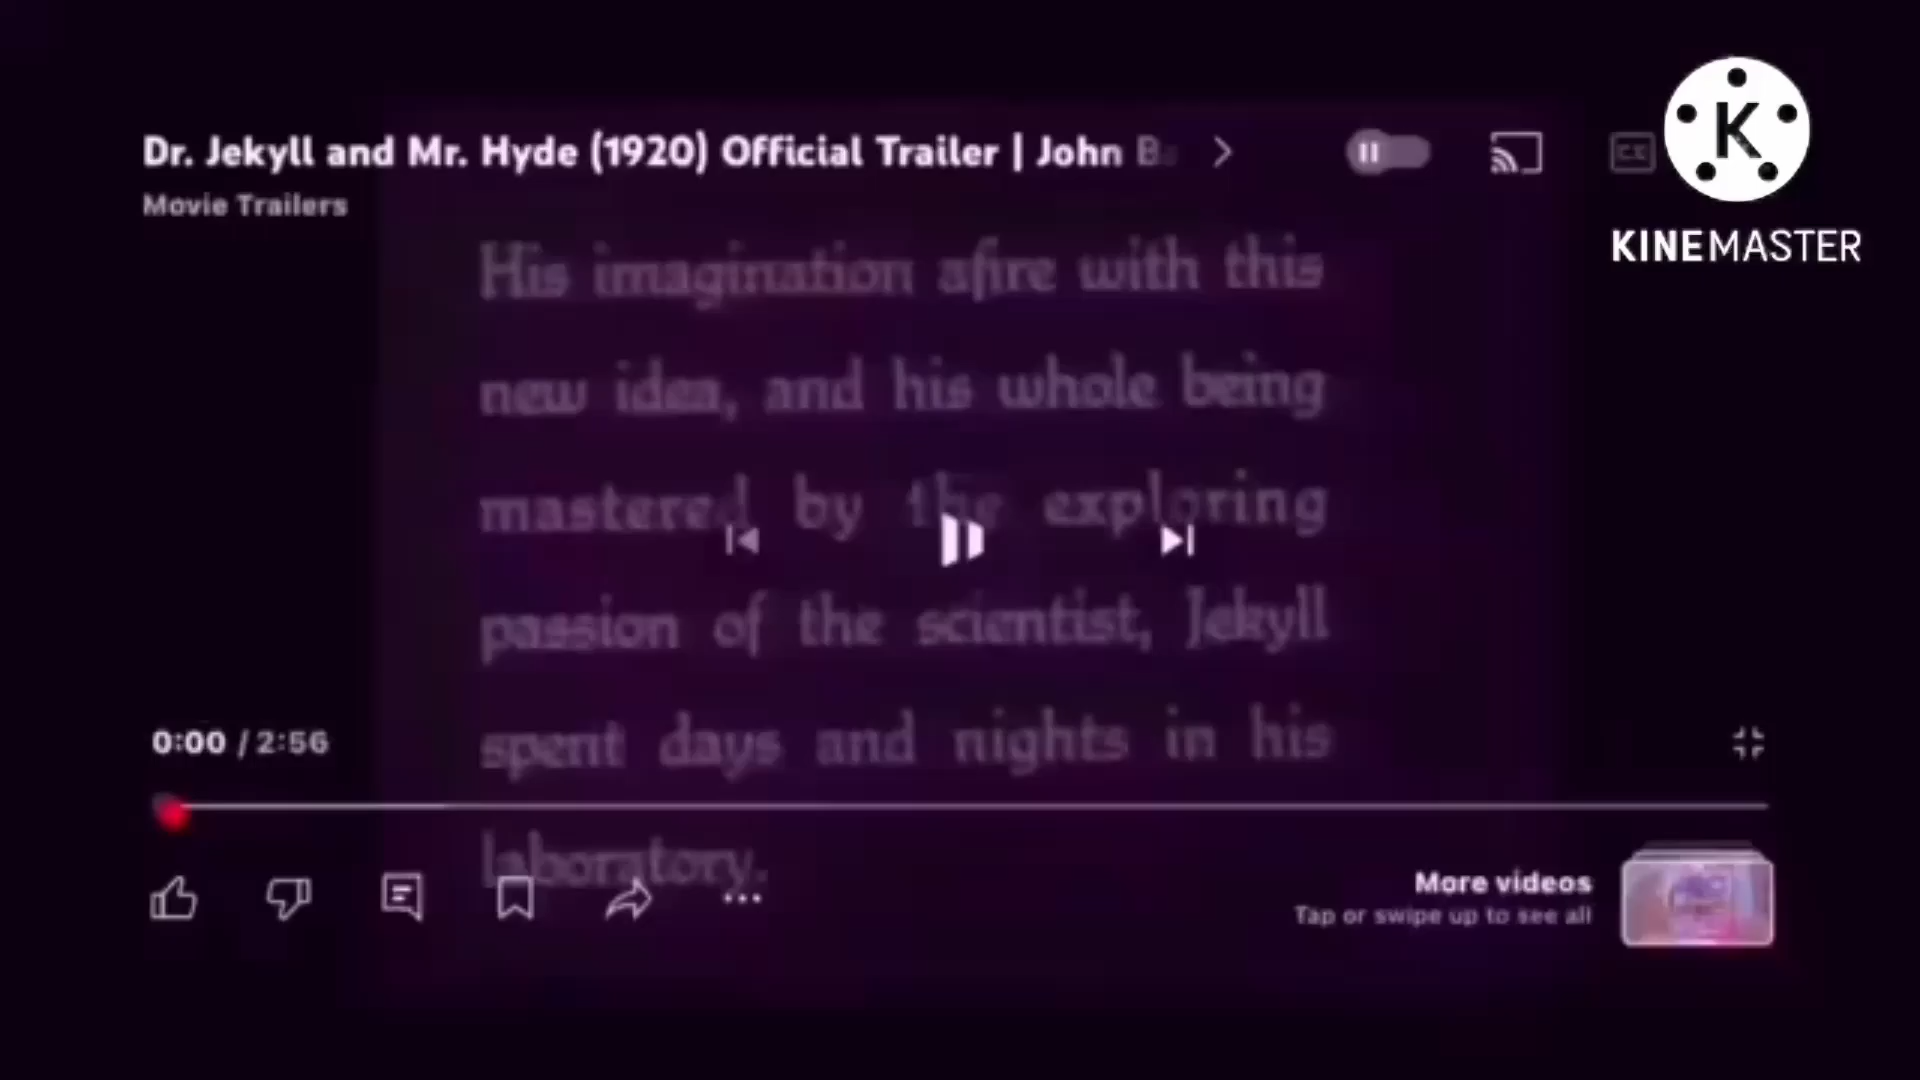 Dr. Jekyll and Mr. Hyde (1920) Official Trailer | John
Movie Trailers
KINEMASTER
His imagination afire with this
new idea, and his whole being
mastered by the exploring
passion of the scientist, Jekyll
spent days and nights in his
laboratory.
0:00 / 2:56
More videos
Tap or swipe up to see all